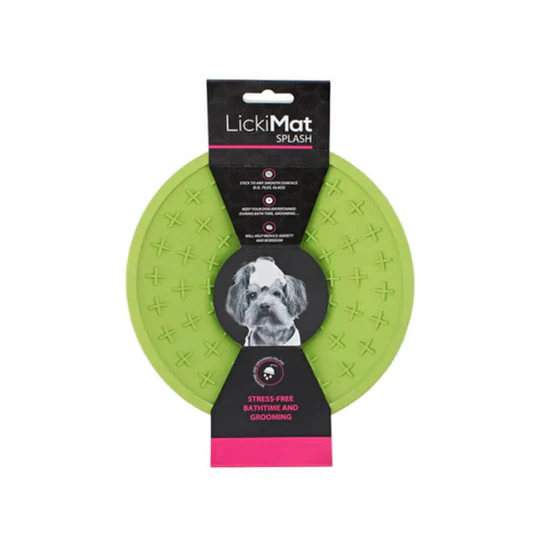 LickiMat
SPLASH
STICK TO ANY SMOOTH SURFACE
(E.G. TILES, GLASS)
KEEP YOUR DOG ENTERTAINED
DURING BATH TIME, GROOMING...
WILL HELP REDUCE ANXIETY
AND BOREDOM
STRESS-FREE
BATHTIME AND
GROOMING